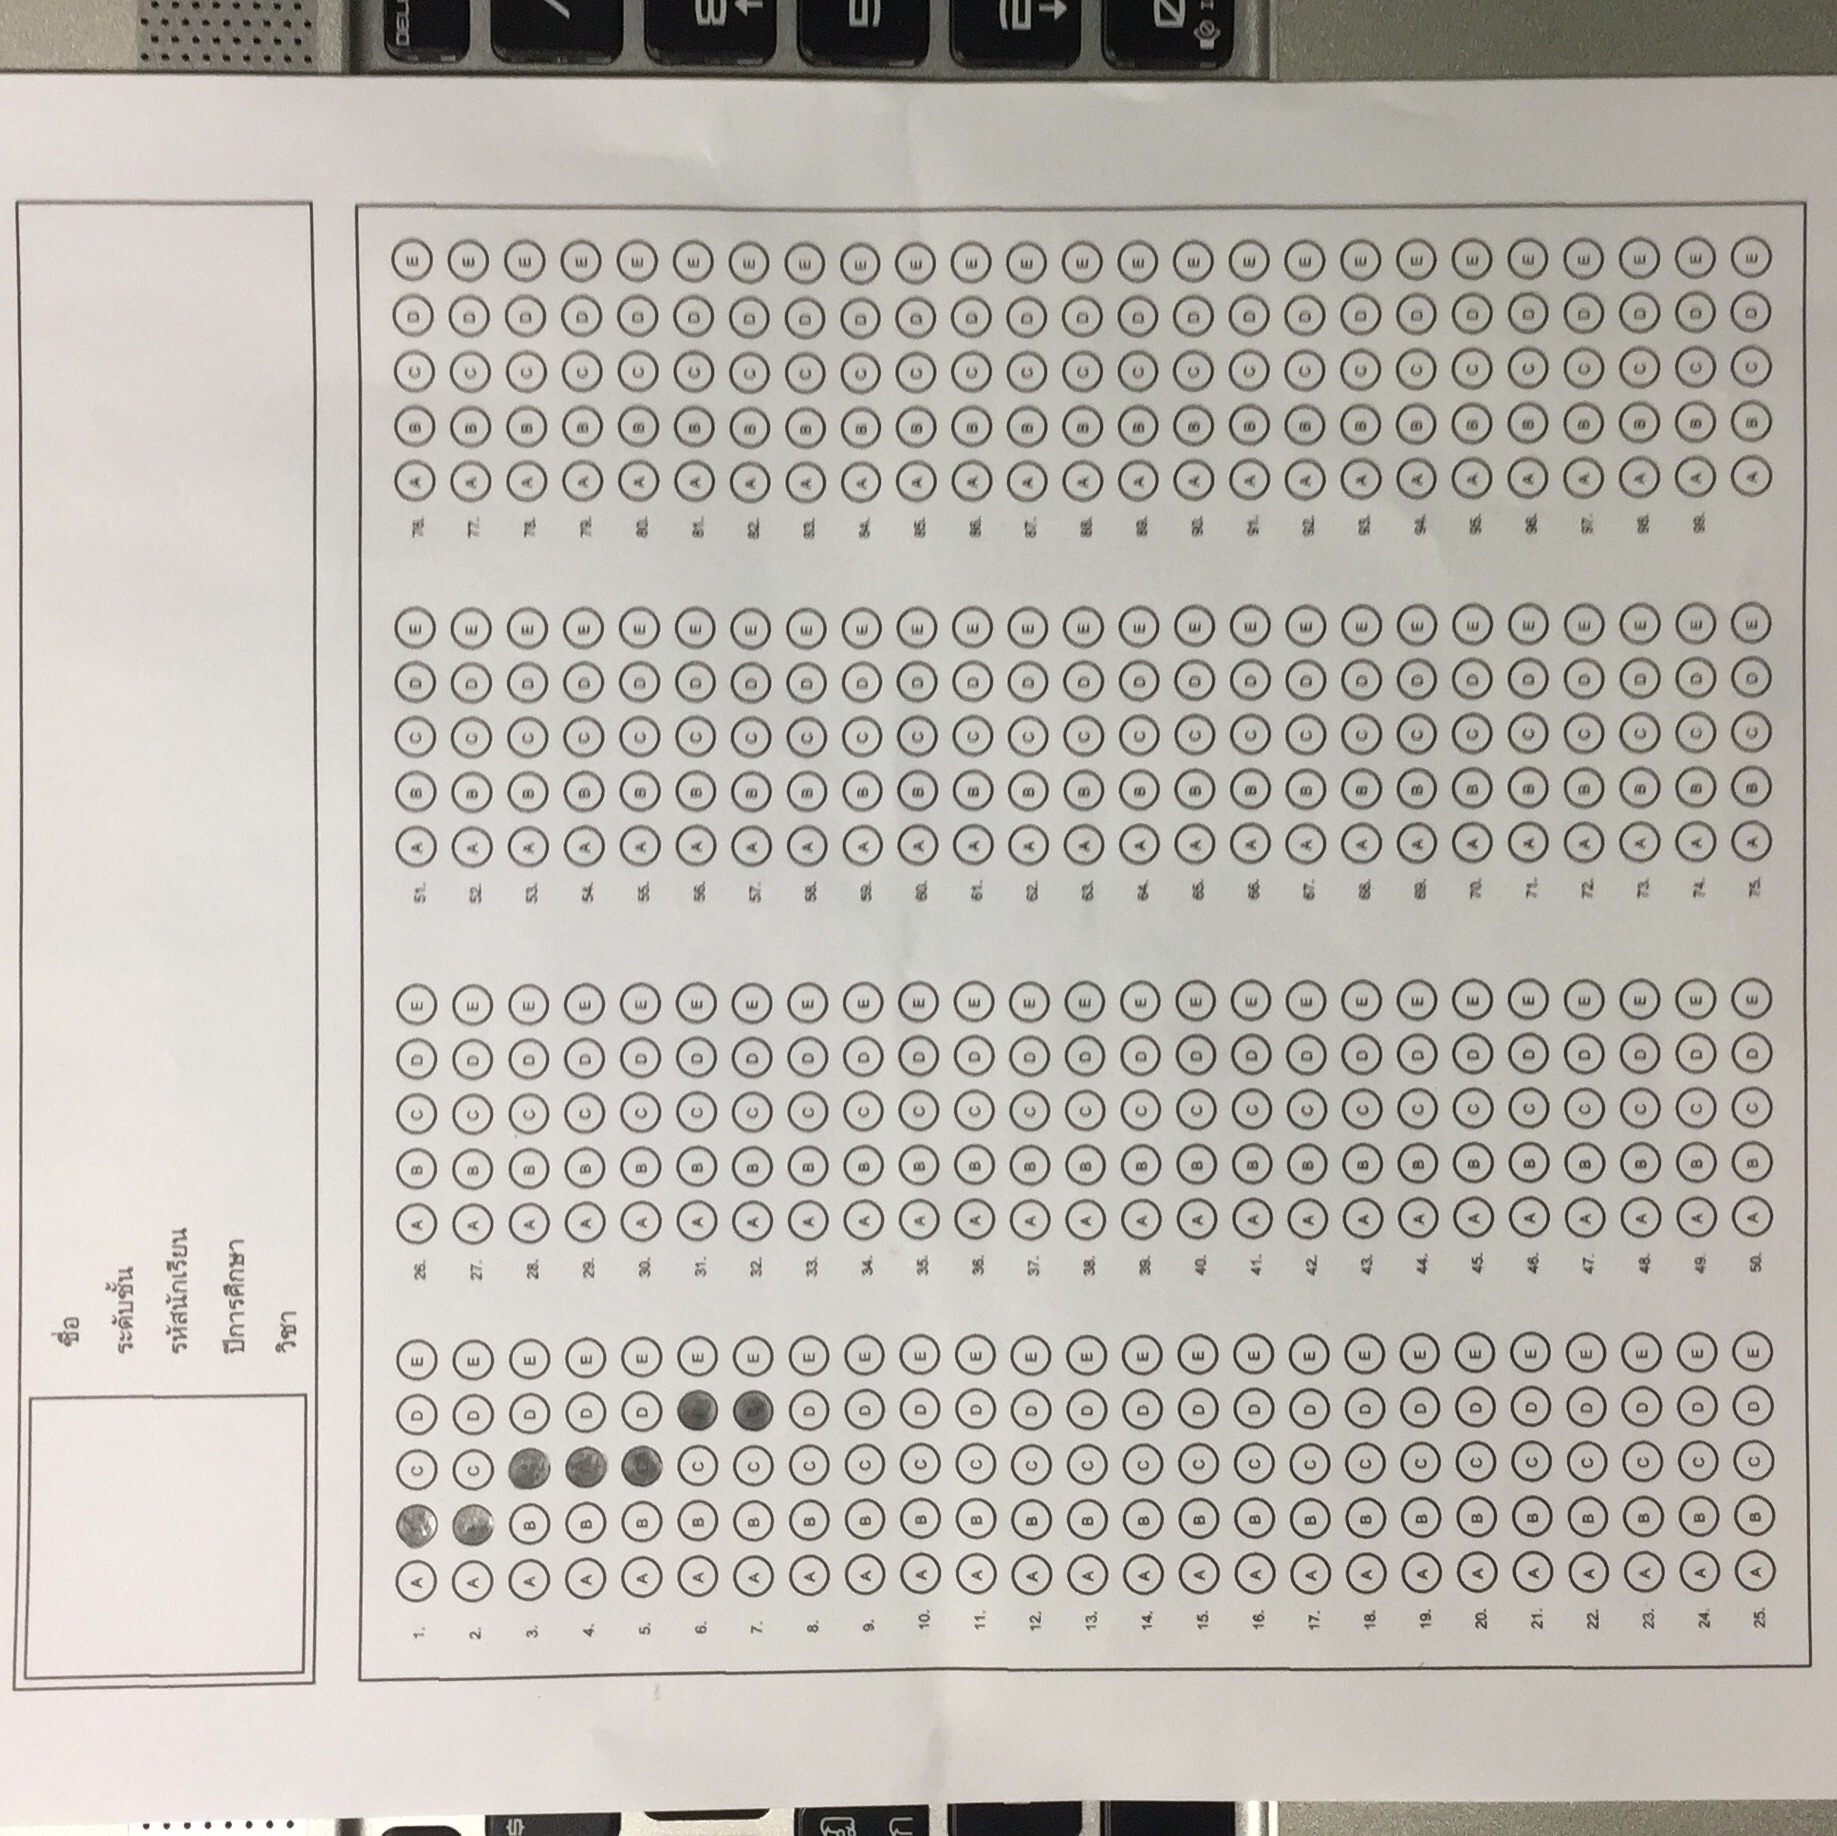 ชื่อ
ระดับชั้น
รหัสนักเรียน
ปีการศึกษา
วิชา
1. A C D E 26. A B C D E 51. A B C D E 76. A B C D E
2. A C D E 27. A B C D E 52. A B C D E 77. A B C D E
3. A B D E 28. A B C D E 53. A B C D E 78. A B C D E
4. A B D E 29. A B C D E 54. A B C D E 79. A B C D E
5. A B D E 30. A B C D E 55. A B C D E 80. A B C D E
6. A B C E 31. A B C D E 56. A B C D E 81. A B C D E
7. A B C E 32. A B C D E 57. A B C D E 82. A B C D E
8. A B C D E 33. A B C D E 58. A B C D E 83. A B C D E
9. A B C D E 34. A B C D E 59. A B C D E 84. A B C D E
10. A B C D E 35. A B C D E 60. A B C D E 85. A B C D E
11. A B C D E 36. A B C D E 61. A B C D E 86. A B C D E
12. A B C D E 37. A B C D E 62. A B C D E 87. A B C D E
13. A B C D E 38. A B C D E 63. A B C D E 88. A B C D E
14. A B C D E 39. A B C D E 64. A B C D E 89. A B C D E
15. A B C D E 40. A B C D E 65. A B C D E 90. A B C D E
16. A B C D E 41. A B C D E 66. A B C D E 91. A B C D E
17. A B C D E 42. A B C D E 67. A B C D E 92. A B C D E
18. A B C D E 43. A B C D E 68. A B C D E 93. A B C D E
19. A B C D E 44. A B C D E 69. A B C D E 94. A B C D E
20. A B C D E 45. A B C D E 70. A B C D E 95. A B C D E
21. A B C D E 46. A B C D E 71. A B C D E 96. A B C D E
22. A B C D E 47. A B C D E 72. A B C D E 97. A B C D E
23. A B C D E 48. A B C D E 73. A B C D E 98. A B C D E
24. A B C D E 49. A B C D E 74. A B C D E 99. A B C D E
25. A B C D E 50. A B C D E 75. A B C D E A B C D E
$
5
2